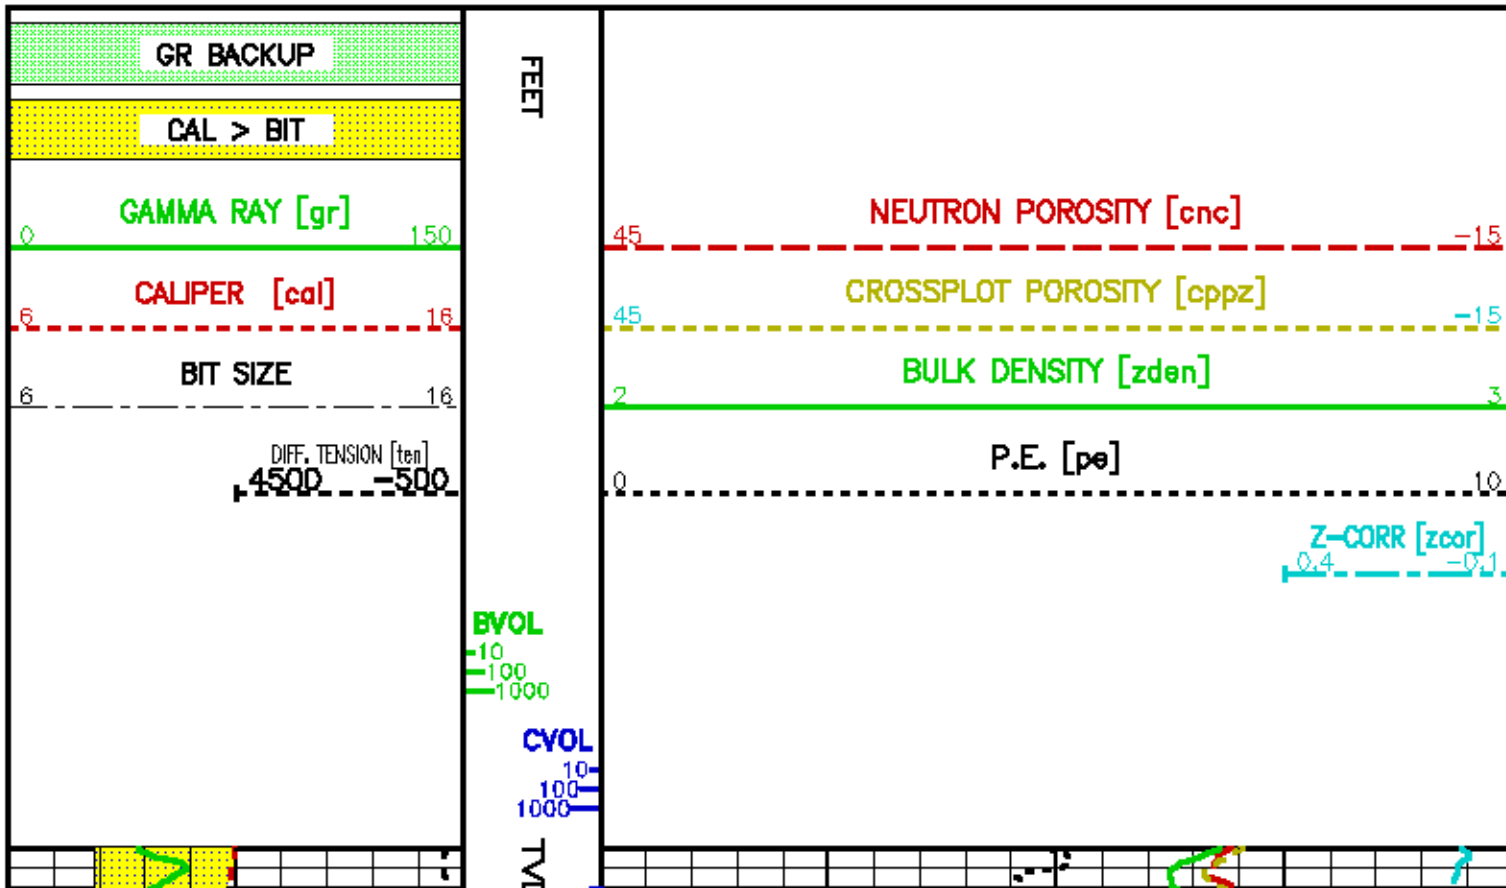 GR BACKUP
CAL > BIT
GAMMA RAY [gr]
0 150
CALIPER [cal]
6 16
BIT SIZE
6 16
DIFF. TENSION [ten]
4500 -500
FEET
BVOL
10
100
1000
CVOL
10
100
1000
NEUTRON POROSITY [cnc]
45 -15
CROSSPLOT POROSITY [cppz]
45 -15
BULK DENSITY [zden]
2 3
P.E. [pe]
0 10
Z-CORR [zcor]
0.4 -0.1